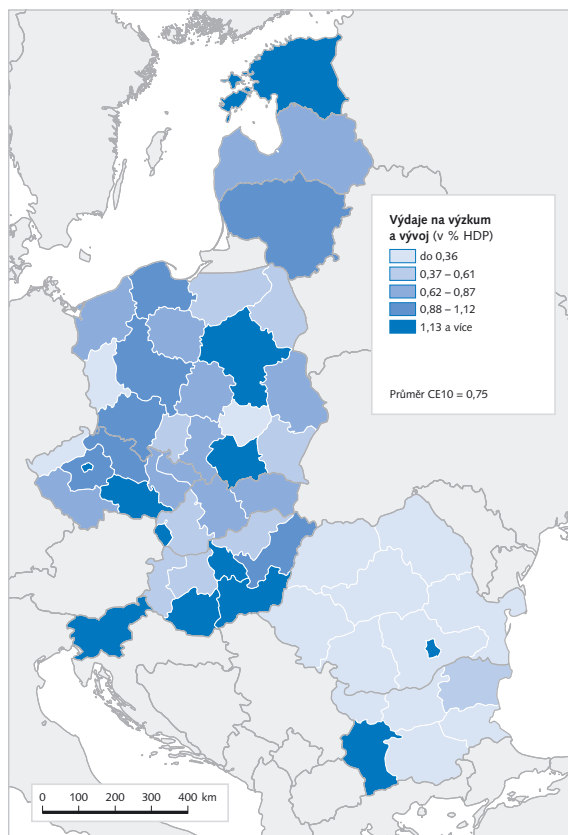 Výdaje na výzkum
a vývoj (v % HDP)
do 0,36
0,37 – 0,61
0,62 – 0,87
0,88 – 1,12
1,13 a více
Průměr CE10 = 0,75
0 100 200 300 400 km